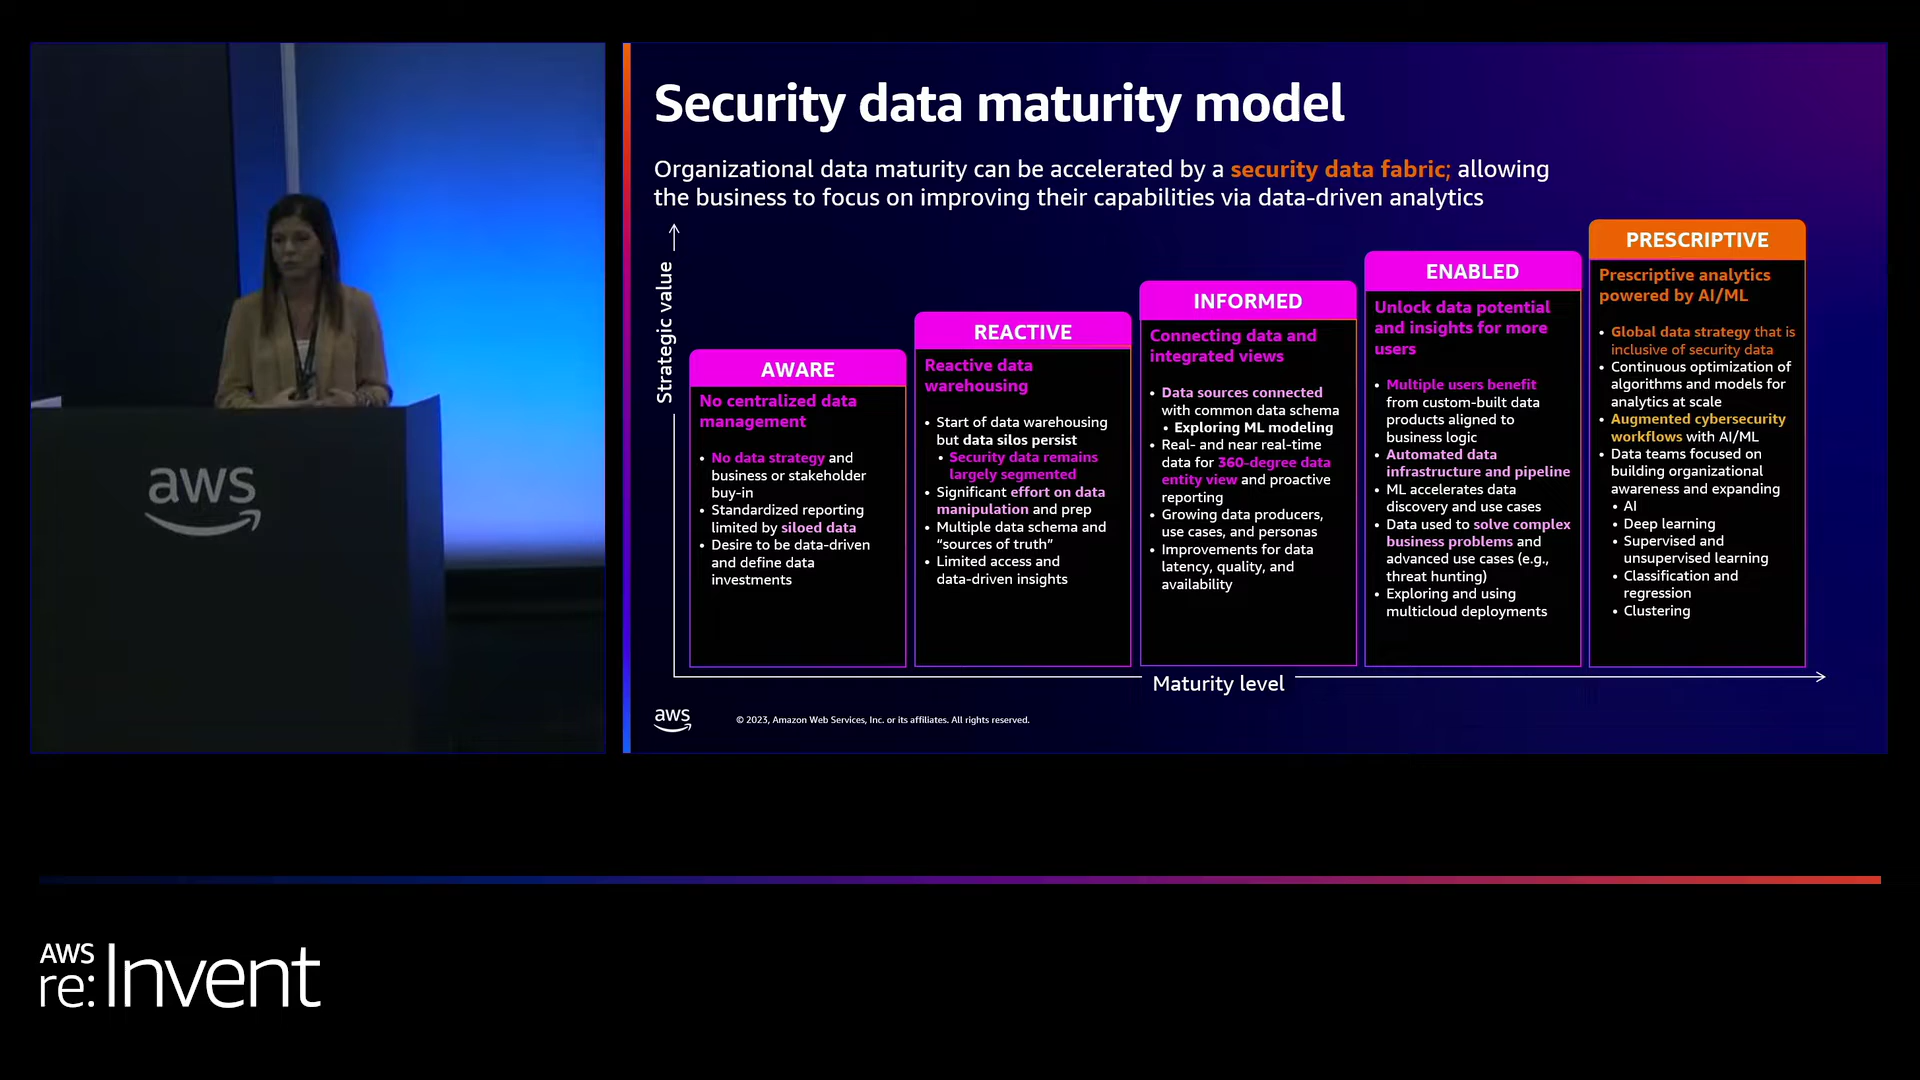 Security data maturity model
Organizational data maturity can be accelerated by a security data fabric; allowing
the business to focus on improving their capabilities via data-driven analytics
Strategic value
AWARE
No centralized data
management
• No data strategy and
business or stakeholder
buy-in
• Standardized reporting
limited by siloed data
• Desire to be data-driven
and define data
investments
REACTIVE
Reactive data
warehousing
• Start of data warehousing
but data silos persist
• Security data remains
largely segmented
• Significant effort on data
manipulation and prep
• Multiple data schema and
“sources of truth”
• Limited access and
data-driven insights
INFORMED
Connecting data and
integrated views
• Data sources connected
with common data schema
• Exploring ML modeling
• Real- and near real-time
data for 360-degree data
entity view and proactive
reporting
• Growing data producers,
use cases, and personas
• Improvements for data
latency, quality, and
availability
ENABLED
Unlock data potential
and insights for more
users
• Multiple users benefit
from custom-built data
products aligned to
business logic
• Automated data
infrastructure and pipeline
• ML accelerates data
discovery and use cases
• Data used to solve complex
business problems and
advanced use cases (e.g.,
threat hunting)
• Exploring and using
multicloud deployments
PRESCRIPTIVE
Prescriptive analytics
powered by AI/ML
• Global data strategy that is
inclusive of security data
• Continuous optimization of
algorithms and models for
analytics at scale
• Augmented cybersecurity
workflows with AI/ML
• Data teams focused on
building organizational
awareness and expanding
• AI
• Deep learning
• Supervised and
unsupervised learning
• Classification and
regression
• Clustering
Maturity level
aws
© 2023, Amazon Web Services, Inc. or its affiliates. All rights reserved.
aws
AWS
re:Invent